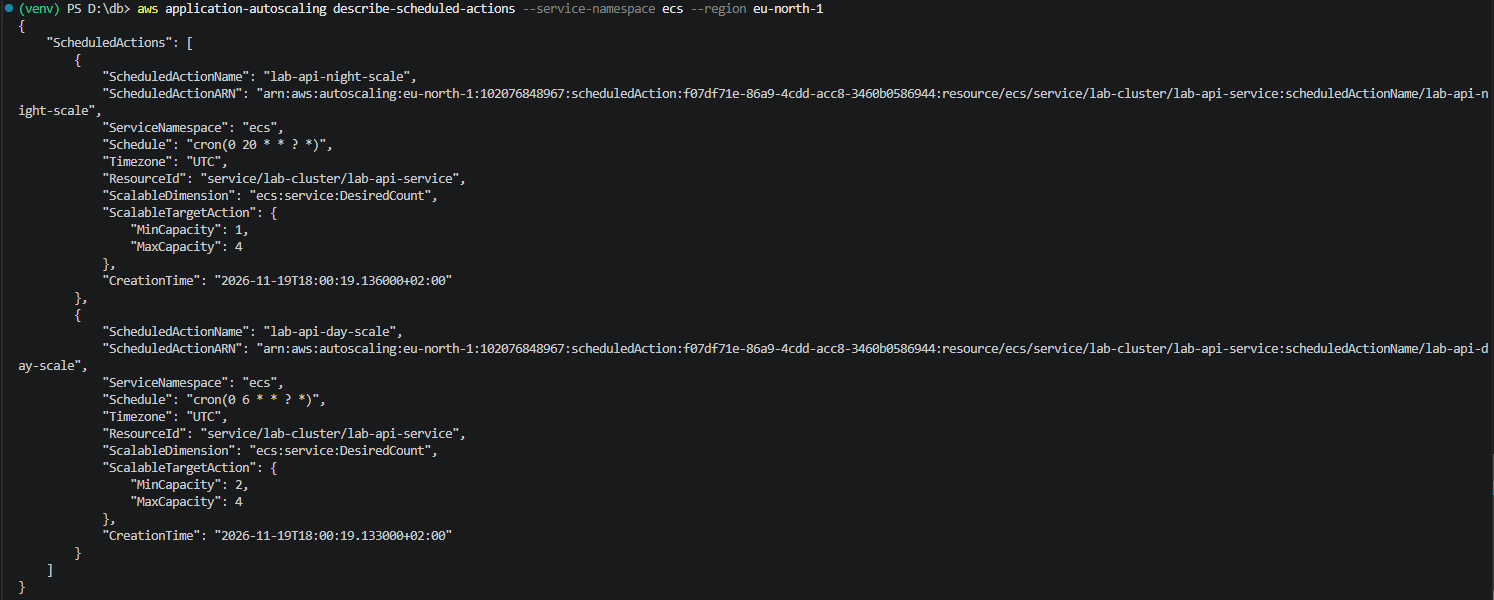 (venv) PS D:\db> aws application-autoscaling describe-scheduled-actions --service-namespace ecs --region eu-north-1
{
    "ScheduledActions": [
        {
            "ScheduledActionName": "lab-api-night-scale",
            "ScheduledActionARN": "arn:aws:autoscaling:eu-north-1:102076848967:scheduledAction:f07df71e-86a9-4cdd-acc8-3460b0586944:resource/ecs/service/lab-cluster/lab-api-service:scheduledActionName/lab-api-n
ight-scale",
            "ServiceNamespace": "ecs",
            "Schedule": "cron(0 20 * * ? *)",
            "Timezone": "UTC",
            "ResourceId": "service/lab-cluster/lab-api-service",
            "ScalableDimension": "ecs:service:DesiredCount",
            "ScalableTargetAction": {
                "MinCapacity": 1,
                "MaxCapacity": 4
            },
            "CreationTime": "2026-11-19T18:00:19.136000+02:00"
        },
        {
            "ScheduledActionName": "lab-api-day-scale",
            "ScheduledActionARN": "arn:aws:autoscaling:eu-north-1:102076848967:scheduledAction:f07df71e-86a9-4cdd-acc8-3460b0586944:resource/ecs/service/lab-cluster/lab-api-service:scheduledActionName/lab-api-d
ay-scale",
            "ServiceNamespace": "ecs",
            "Schedule": "cron(0 6 * * ? *)",
            "Timezone": "UTC",
            "ResourceId": "service/lab-cluster/lab-api-service",
            "ScalableDimension": "ecs:service:DesiredCount",
            "ScalableTargetAction": {
                "MinCapacity": 2,
                "MaxCapacity": 4
            },
            "CreationTime": "2026-11-19T18:00:19.133000+02:00"
        }
    ]
}